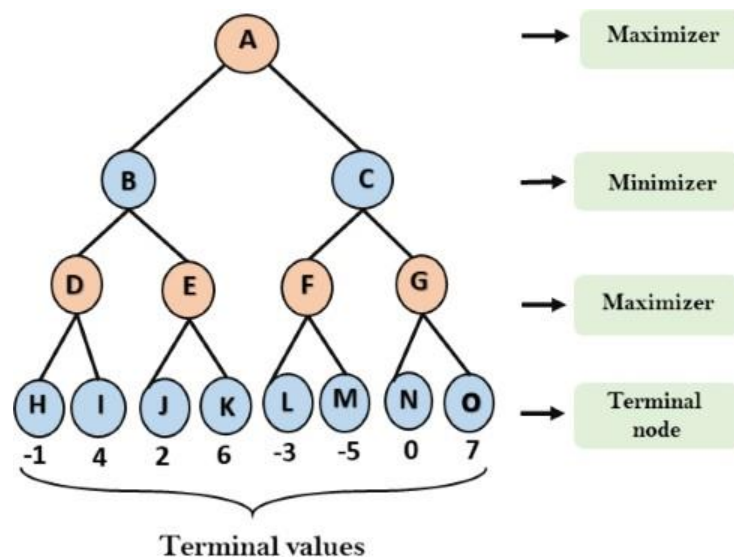 A
Maximizer
B
C
Minimizer
D
E
F
G
Maximizer
H
I
J
K
L
M
N
O
Terminal
node
-1
4
2
6
-3
-5
0
7
Terminal values